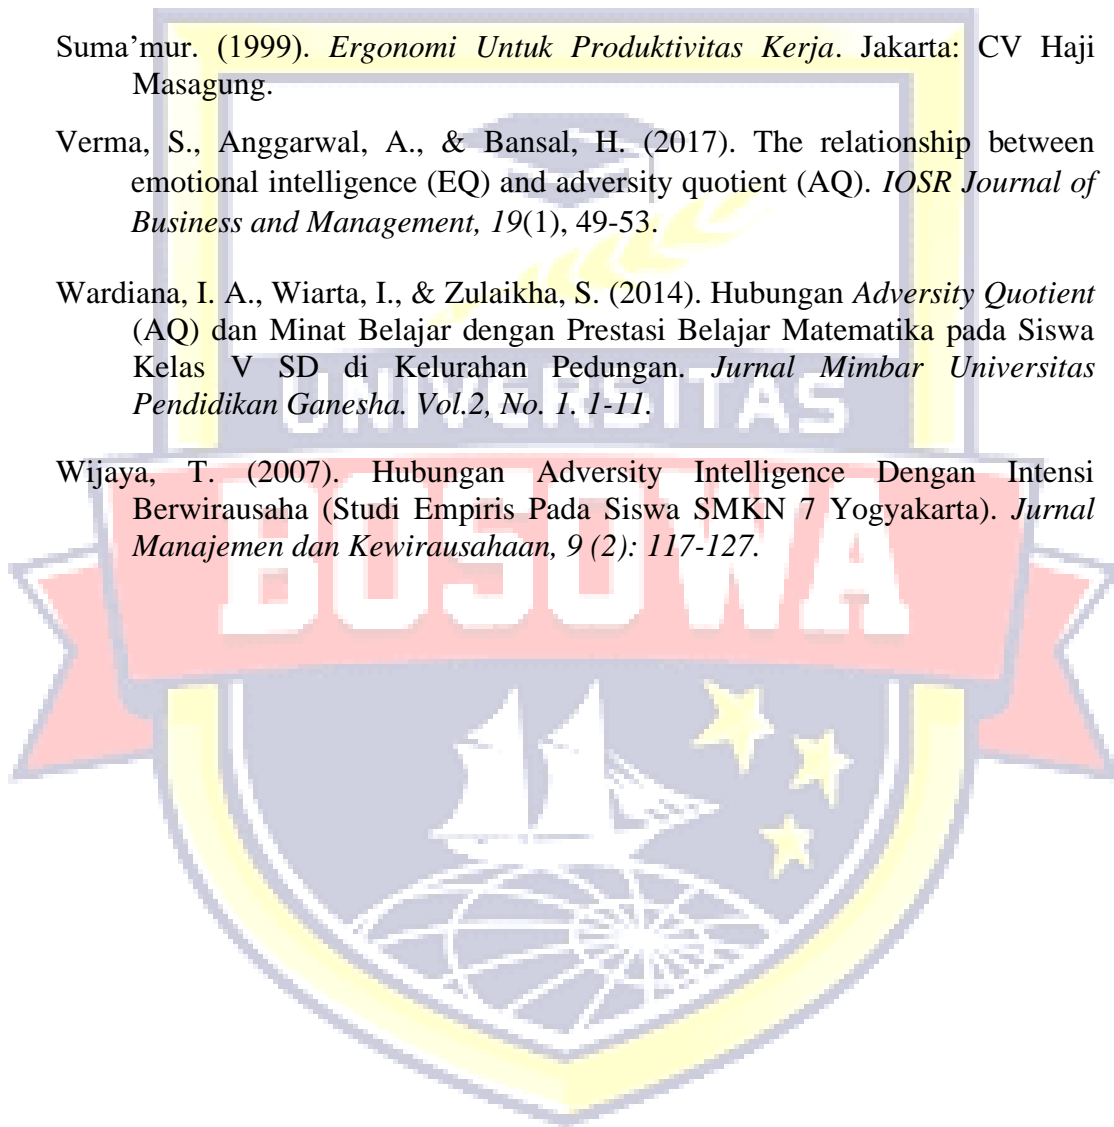 Suma’mur. (1999). Ergonomi Untuk Produktivitas Kerja. Jakarta: CV Haji
Masagung.
Verma, S., Anggarwal, A., & Bansal, H. (2017). The relationship between
emotional intelligence (EQ) and adversity quotient (AQ). IOSR Journal of
Business and Management, 19(1), 49-53.
Wardiana, I. A., Wiarta, I., & Zulaikha, S. (2014). Hubungan Adversity Quotient
(AQ) dan Minat Belajar dengan Prestasi Belajar Matematika pada Siswa
Kelas V SD di Kelurahan Pedungan. Jurnal Mimbar Universitas
Pendidikan Ganesha. Vol.2, No. 1. 1-11.
UNIVERSITAS
Wijaya, T. (2007). Hubungan Adversity Intelligence Dengan Intensi
Berwirausaha (Studi Empiris Pada Siswa SMKN 7 Yogyakarta). Jurnal
Manajemen dan Kewirausahaan, 9 (2): 117-127.
BOSOWA